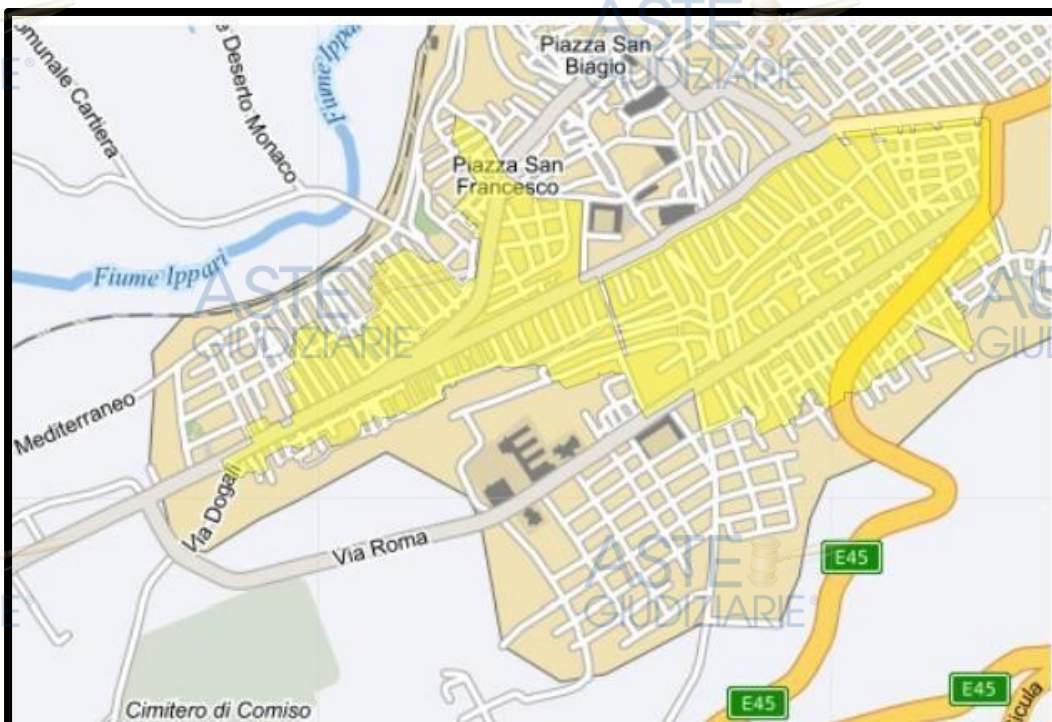 omunale Cartiera
e Deserto Monaco
Fiume Ippari
ASTE
GIUDIZIARIE®
Piazza San
Biagio
Piazza San
Francesco
Fiume Ippari
ASTE
GIUDIZIARIE®
Mediterraneo
Via Dogali
Via Roma
ASTE
GIUDIZIARIE®
E45
E45
E45
Cimitero di Comiso